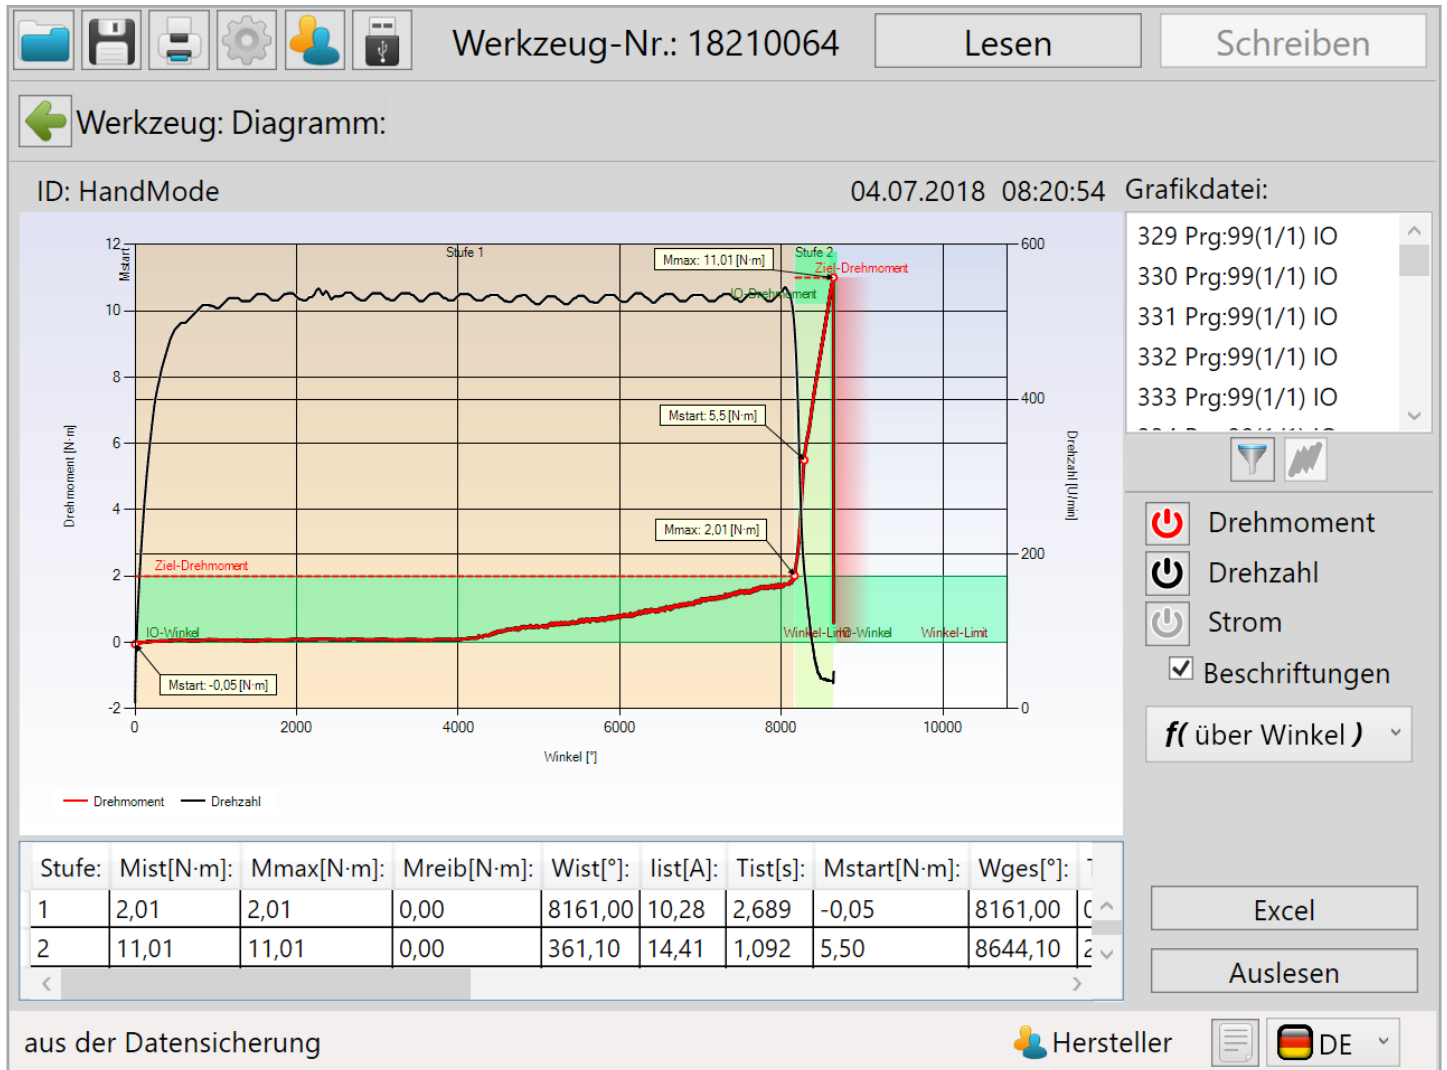 Werkzeug-Nr.: 18210064
Lesen
Schreiben
Werkzeug: Diagramm:
ID: HandMode
04.07.2018 08:20:54
Grafikdatei:
329 Prg:99(1/1) IO
330 Prg:99(1/1) IO
331 Prg:99(1/1) IO
332 Prg:99(1/1) IO
333 Prg:99(1/1) IO
12
Mstart
Stufe 1
Mmax: 11,01 [N·m]
Stufe 2
Ziel-Drehmoment
600
IO-Drehmoment
10
8
400
Mstart: 5,5 [N·m]
6
Drehmoment [N·m]
Drehzahl [U/min]
4
Mmax: 2,01 [N·m]
200
Ziel-Drehmoment
2
IO-Winkel
Winkel-Limit
IO-Winkel
Winkel-Limit
0
Mstart: -0,05 [N·m]
-2
0
0
2000
4000
6000
8000
10000
Winkel [°]
Drehmoment
Drehzahl
Drehmoment
Drehzahl
Strom
Beschriftungen
f( über Winkel )
Stufe: Mist[N·m]: Mmax[N·m]: Mreib[N·m]: Wist[°]: Iist[A]: Tist[s]: Mstart[N·m]: Wges[°]:
1 2,01 2,01 0,00 8161,00 10,28 2,689 -0,05 8161,00
2 11,01 11,01 0,00 361,10 14,41 1,092 5,50 8644,10
Excel
Auslesen
aus der Datensicherung
Hersteller
DE